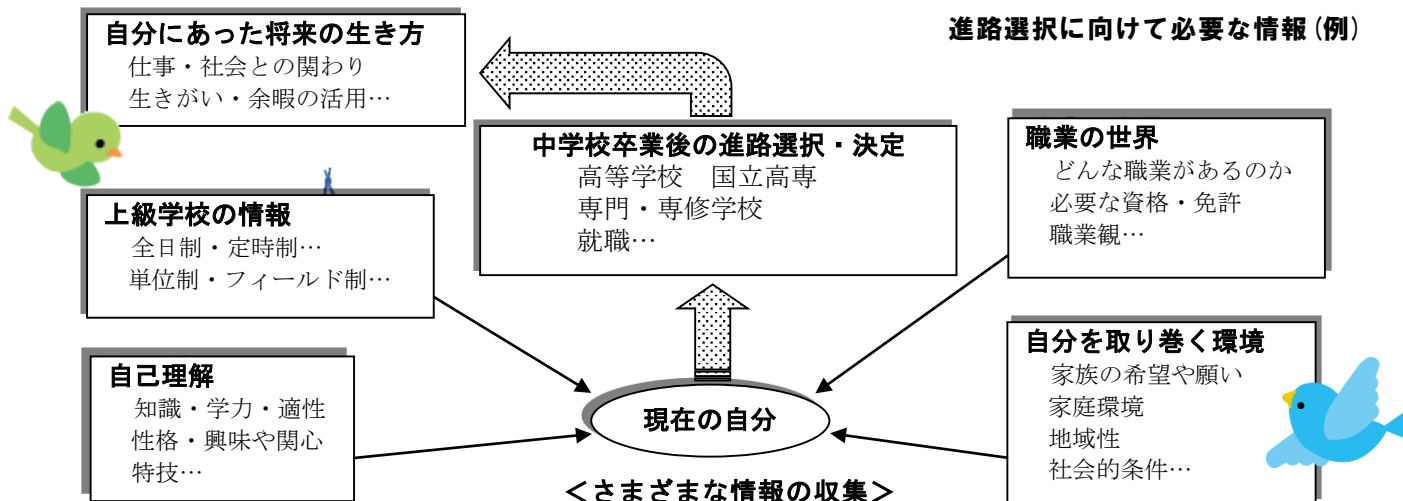 進路選択に向けて必要な情報(例)
自分にあった将来の生き方
仕事・社会との関わり
生きがい・余暇の活用…
中学校卒業後の進路選択・決定
高等学校 国立高専
専門・専修学校
就職…
職業の世界
どんな職業があるのか
必要な資格・免許
職業観…
上級学校の情報
全日制・定時制…
単位制・フィールド制…
自己理解
知識・学力・適性
性格・興味や関心
特技…
現在の自分
自分を取り巻く環境
家族の希望や願い
家庭環境
地域性
社会的条件…
＜さまざまな情報の収集＞